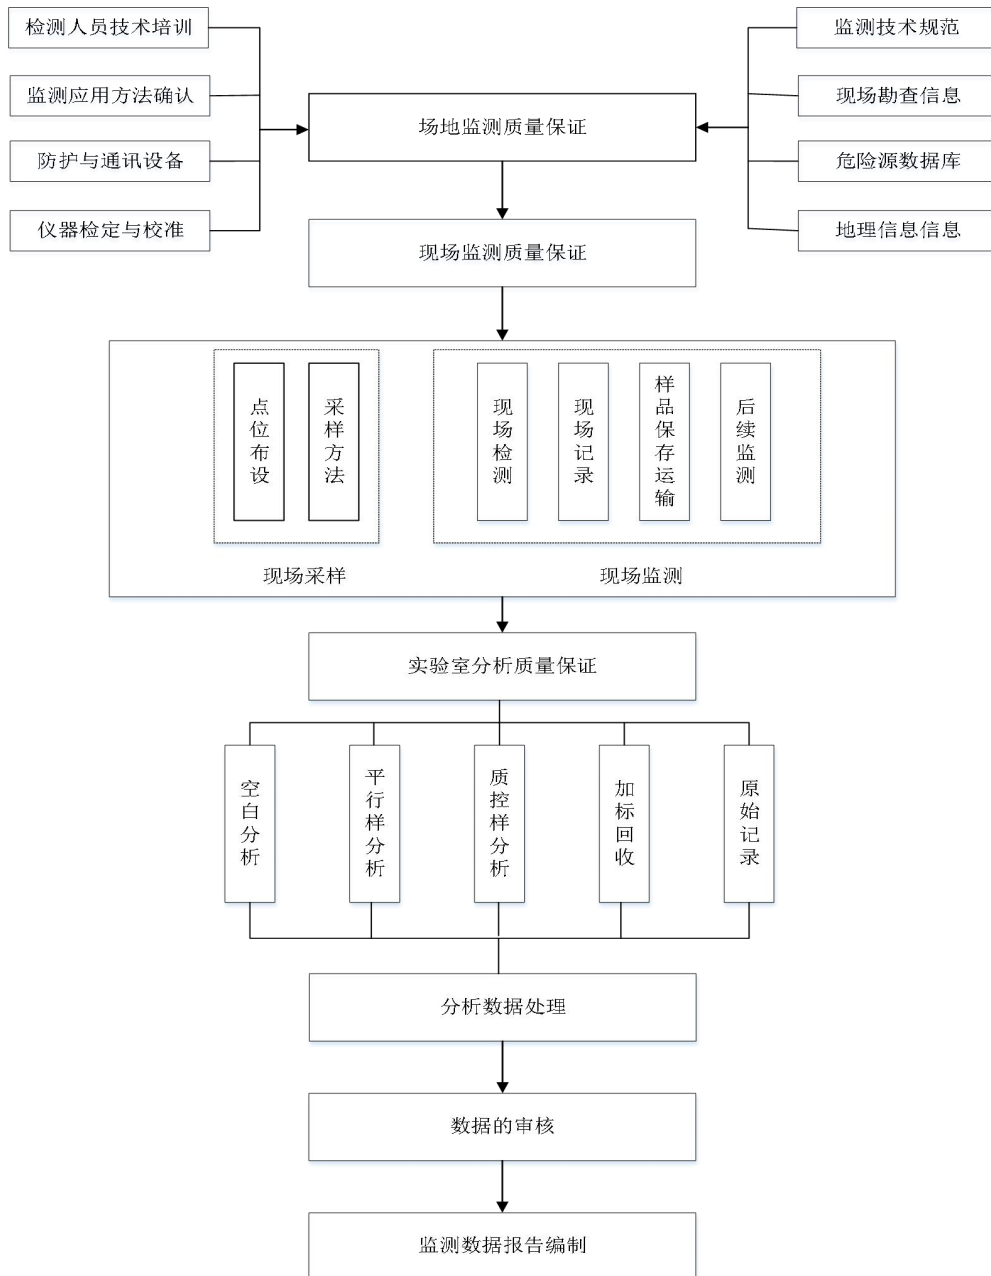 检测人员技术培训
监测应用方法确认
防护与通讯设备
仪器检定与校准
监测技术规范
现场勘查信息
危险源数据库
地理信息信息
场地监测质量保证
现场监测质量保证
点位布设
采样方法
现场采样
现场检测
现场记录
样品保存运输
后续监测
现场监测
实验室分析质量保证
空白分析
平行样分析
质控样分析
加标回收
原始记录
分析数据处理
数据的审核
监测数据报告编制